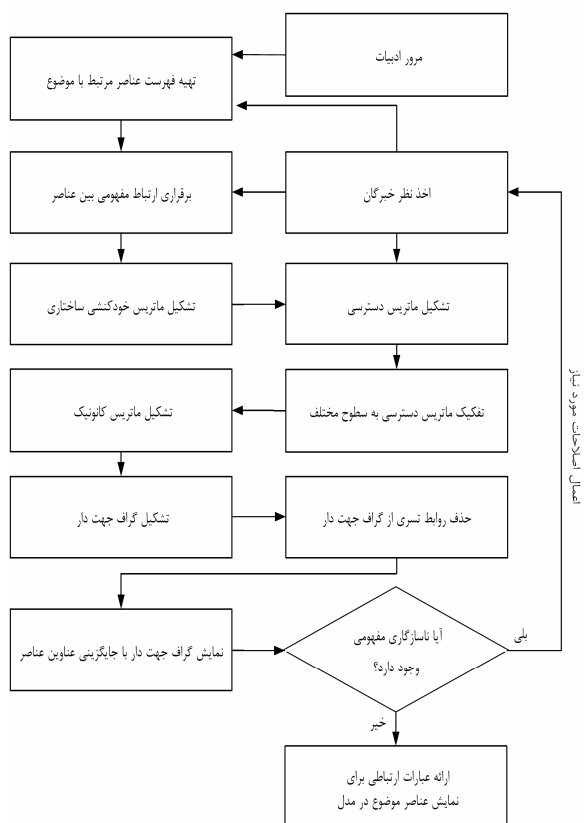 مرور ادبیات
تهیه فهرست عناصر مرتبط با موضوع
اخذ نظر خبرگان
برقراری ارتباط مفهومی بین عناصر
تشکیل ماتریس خودکنشی ساختاری
تشکیل ماتریس دسترسی
تفکیک ماتریس دسترسی به سطوح مختلف
تشکیل ماتریس کانونیک
تشکیل گراف جهت دار
حذف روابط تسری از گراف جهت دار
نمایش گراف جهت دار با جایگزینی عناوین عناصر
آیا ناسازگاری مفهومی
وجود دارد؟
بلی
اعمال اصلاحات مورد نیاز
خیر
ارائه عبارات ارتباطی برای
نمایش عناصر موضوع در مدل